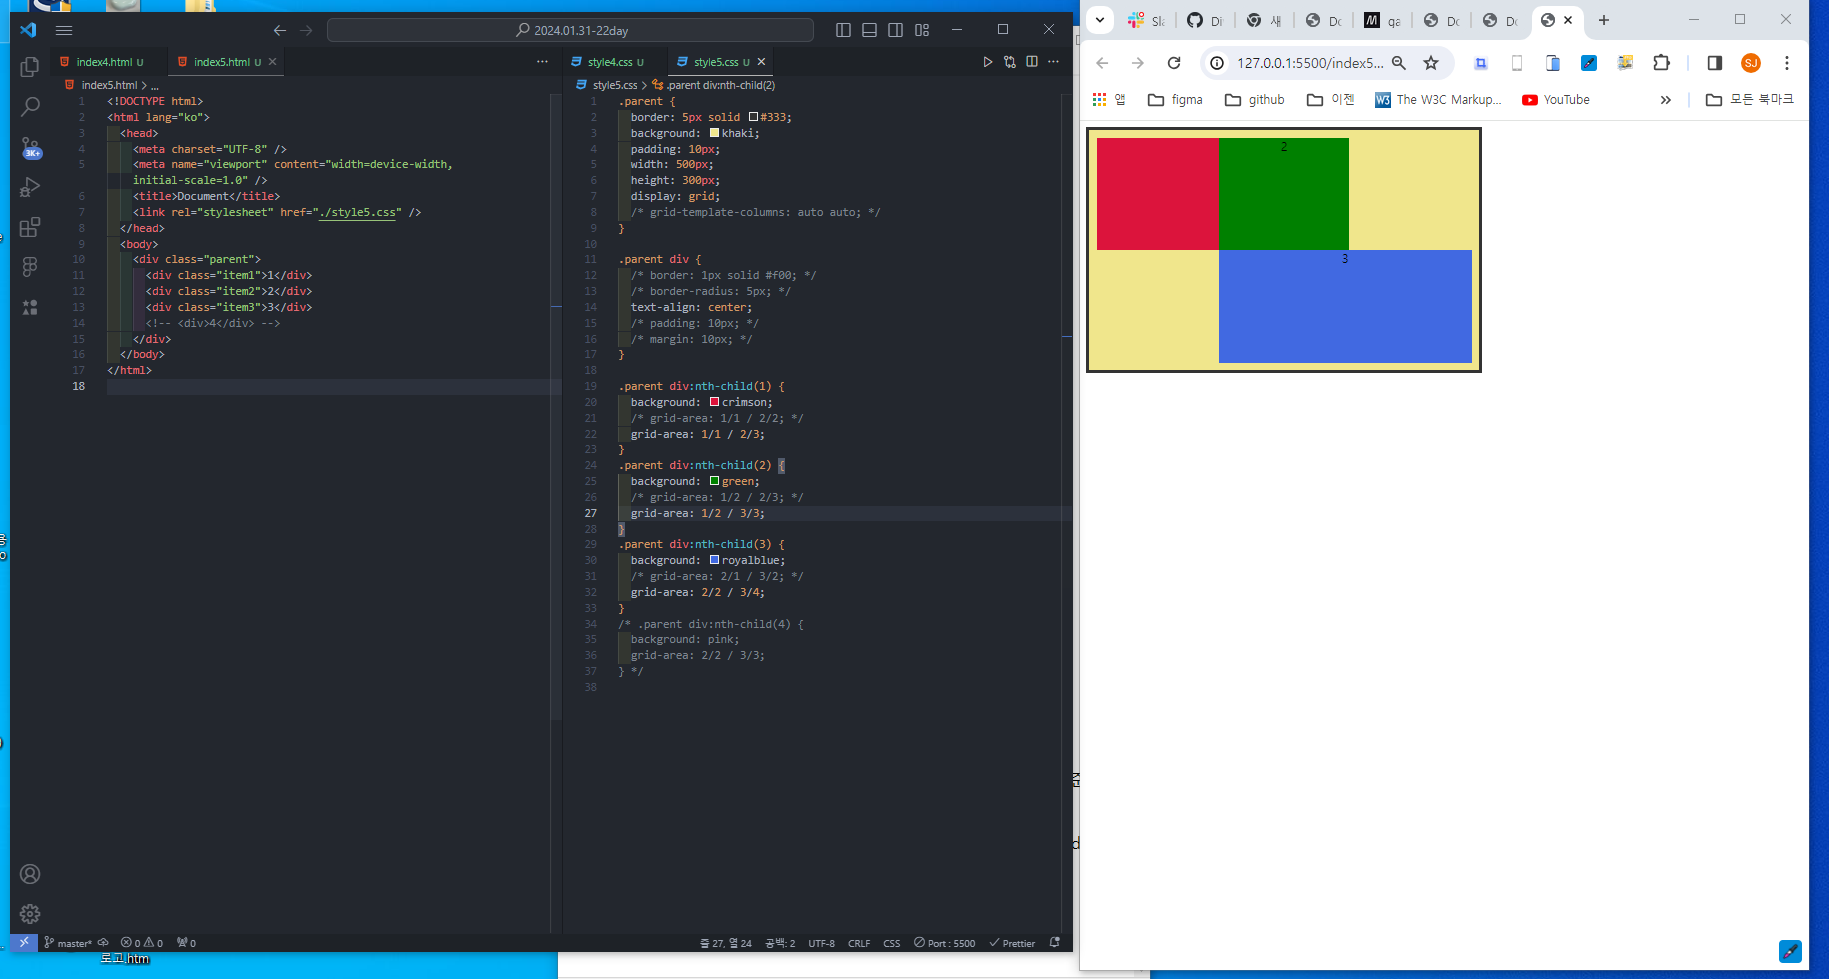 2024.01.31-22day
index4.html U
index5.html U
style4.css U
style5.css U
index5.html > ...
style5.css > .parent div:nth-child(2)
1 <!DOCTYPE html>
2 <html lang="ko">
3 <head>
4 <meta charset="UTF-8" />
5 <meta name="viewport" content="width=device-width,
initial-scale=1.0" />
6 <title>Document</title>
7 <link rel="stylesheet" href="./style5.css" />
8 </head>
9 <body>
10 <div class="parent">
11 <div class="item1">1</div>
12 <div class="item2">2</div>
13 <div class="item3">3</div>
14 <!-- <div>4</div> -->
15 </div>
16 </body>
17 </html>
18
1 .parent {
2 border: 5px solid #333;
3 background: khaki;
4 padding: 10px;
5 width: 500px;
6 height: 300px;
7 display: grid;
8 /* grid-template-columns: auto auto; */
9 }
10
11 .parent div {
12 /* border: 1px solid #f00; */
13 /* border-radius: 5px; */
14 text-align: center;
15 /* padding: 10px; */
16 /* margin: 10px; */
17 }
18
19 .parent div:nth-child(1) {
20 background: crimson;
21 /* grid-area: 1/1 / 2/2; */
22 grid-area: 1/1 / 2/3;
23 }
24 .parent div:nth-child(2) {
25 background: green;
26 /* grid-area: 1/2 / 2/3; */
27 grid-area: 1/2 / 3/3;
28 }
29 .parent div:nth-child(3) {
30 background: royalblue;
31 /* grid-area: 2/1 / 3/2; */
32 grid-area: 2/2 / 3/4;
33 }
34 /* .parent div:nth-child(4) {
35 background: pink;
36 grid-area: 2/2 / 3/3;
37 } */
38
3K+
master*
0
0
0
줄 27, 열 24
공백: 2
UTF-8
CRLF
CSS
Port : 5500
Prettier
로고.htm
Sla
Di
새
Do
qa
Do
Do
127.0.0.1:5500/index5...
SJ
앱
figma
github
이젠
W3
The W3C Markup...
YouTube
모든 북마크
2
3